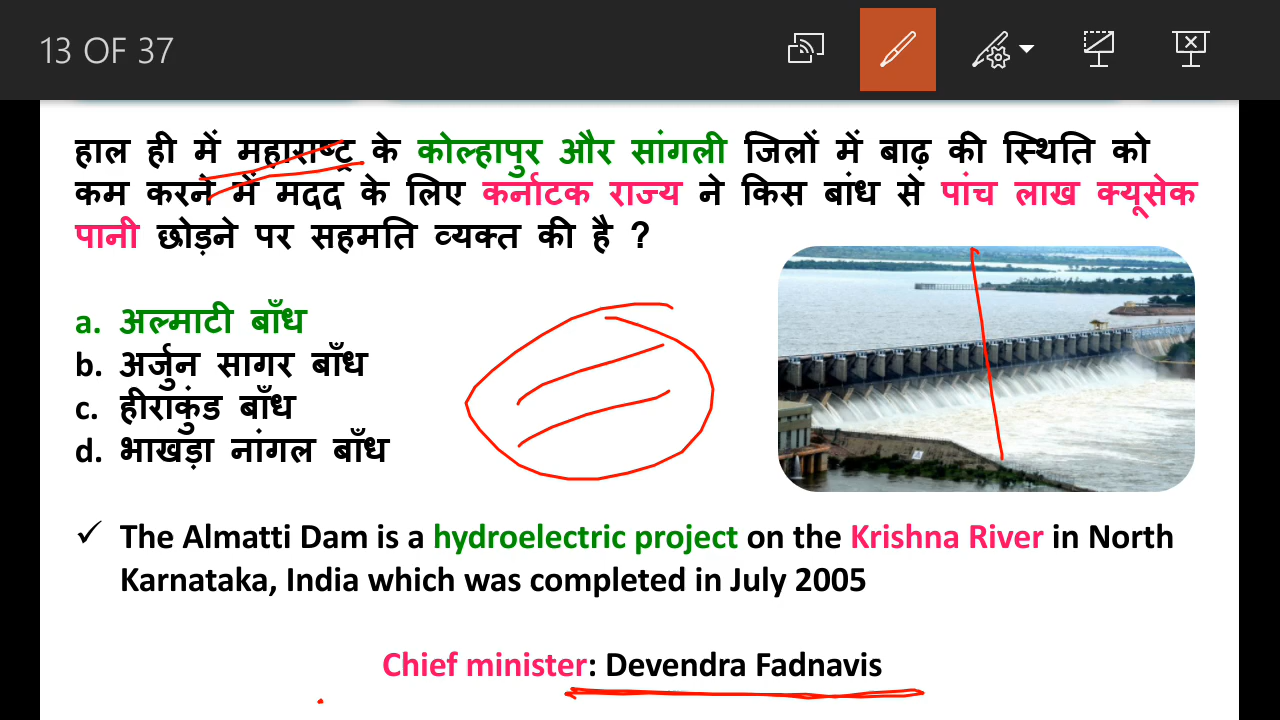 13 OF 37
हाल ही में महाराष्ट्र के कोल्हापुर और सांगली जिलों में बाढ़ की स्थिति को
कम करने में मदद के लिए कर्नाटक राज्य ने किस बांध से पांच लाख क्यूसेक
पानी छोड़ने पर सहमति व्यक्त की है ?
a. अल्माटी बाँध
b. अर्जुन सागर बाँध
c. हीराकुंड बाँध
d. भाखड़ा नांगल बाँध
✓ The Almatti Dam is a hydroelectric project on the Krishna River in North
Karnataka, India which was completed in July 2005
Chief minister: Devendra Fadnavis